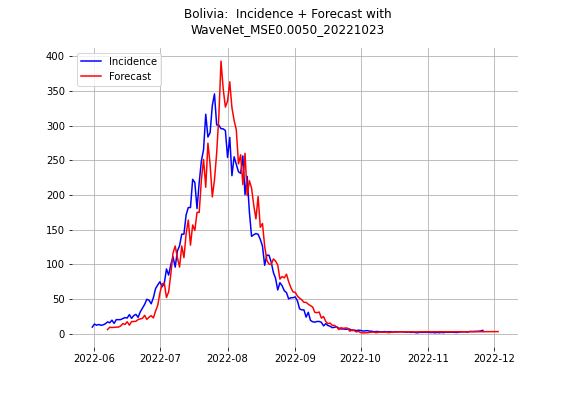 Bolivia:  Incidence + Forecast with
WaveNet_MSE0.0050_20221023
Incidence
Forecast
400
350
300
250
200
150
100
50
0
2022-06 2022-07 2022-08 2022-09 2022-10 2022-11 2022-12